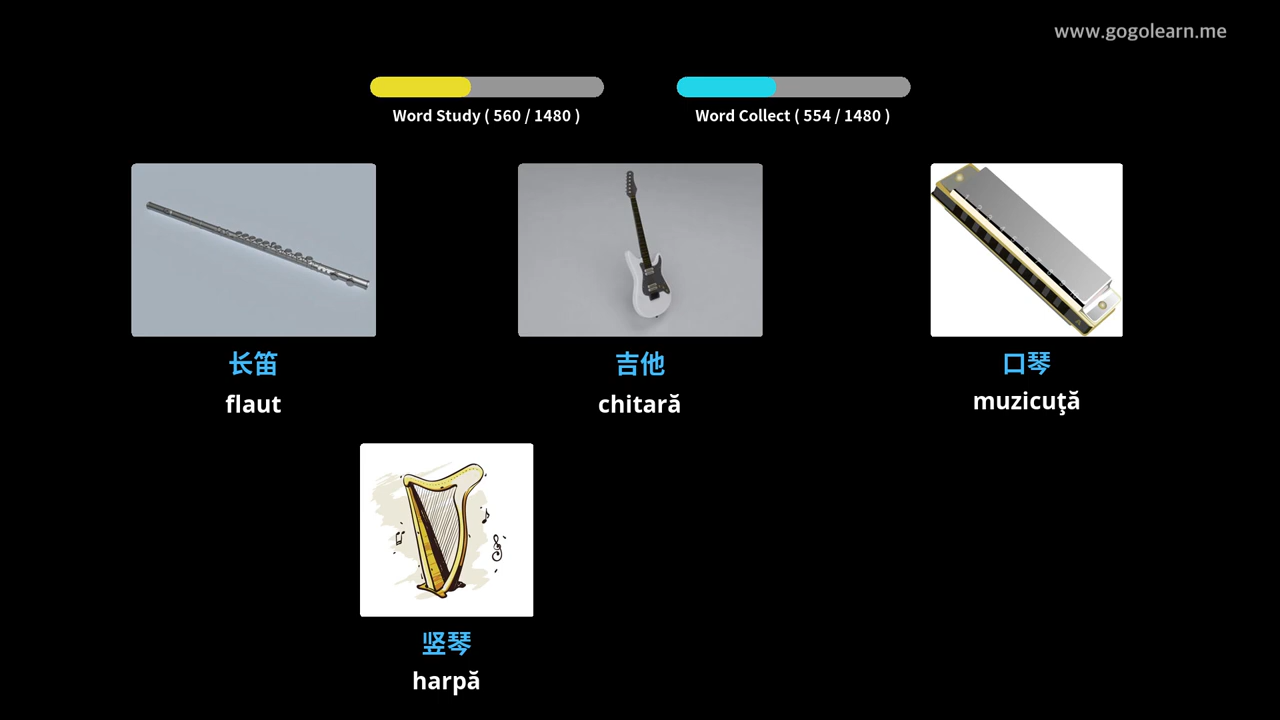 www.gogolearn.me
Word Study ( 560 / 1480 )
Word Collect ( 554 / 1480 )
长笛
吉他
口琴
flaut
chitară
muzicuţă
竖琴
harpă